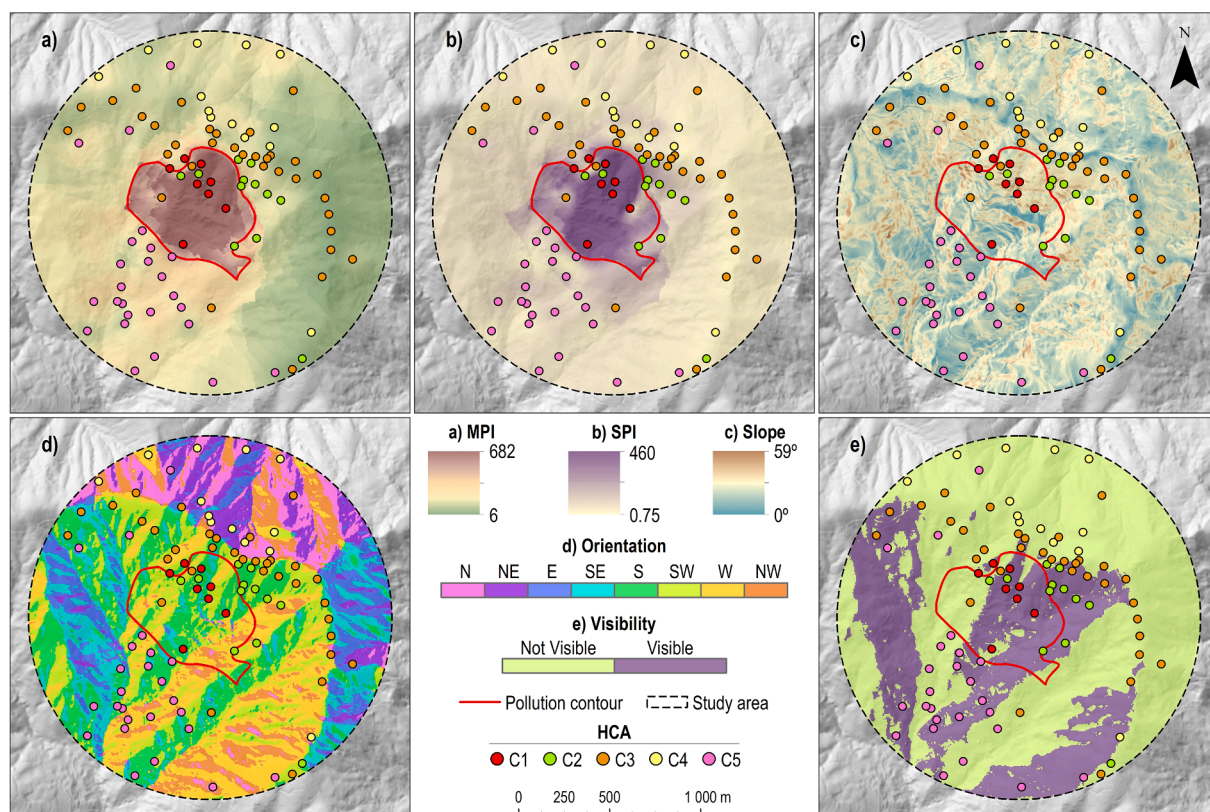 a)
b)
c)
N
d)
a) MPI
b) SPI
c) Slope
682
460
59º
6
0.75
0º
d) Orientation
N NE E SE S SW W NW
e) Visibility
Not Visible Visible
Pollution contour Study area
HCA
C1 C2 C3 C4 C5
0 250 500 1 000 m
e)